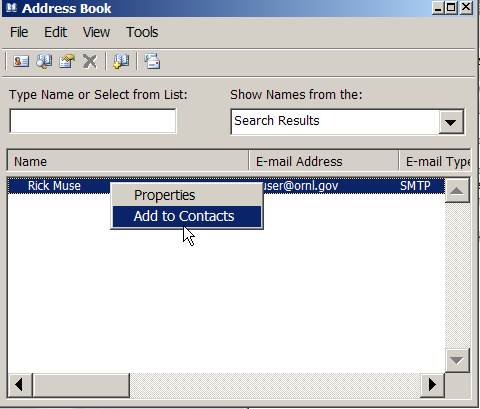 Address Book
File Edit View Tools
Type Name or Select from List: Show Names from the:
Search Results
Name E-mail Address E-mail Type
Rick Muse user@ornl.gov SMTP
Properties
Add to Contacts